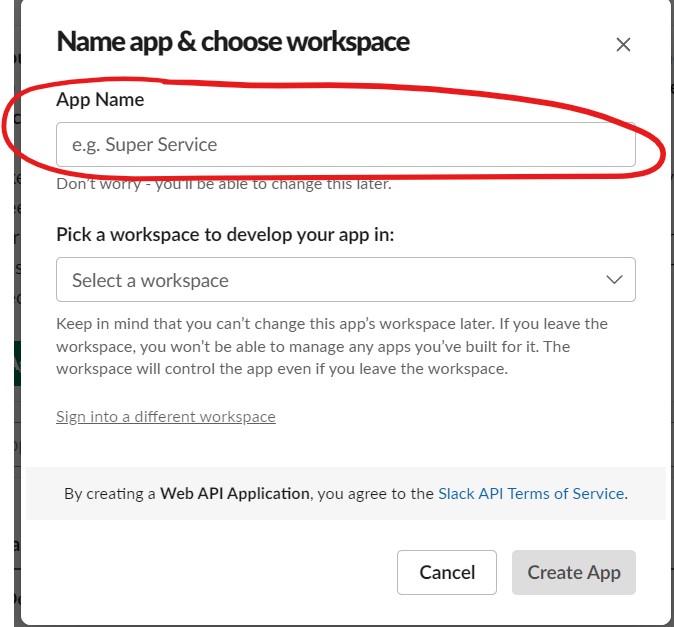 Name app & choose workspace
App Name
e.g. Super Service
Don't worry - you'll be able to change this later.
Pick a workspace to develop your app in:
Select a workspace
Keep in mind that you can't change this app's workspace later. If you leave the
workspace, you won't be able to manage any apps you've built for it. The
workspace will control the app even if you leave the workspace.
Sign into a different workspace
By creating a Web API Application, you agree to the Slack API Terms of Service.
Cancel
Create App